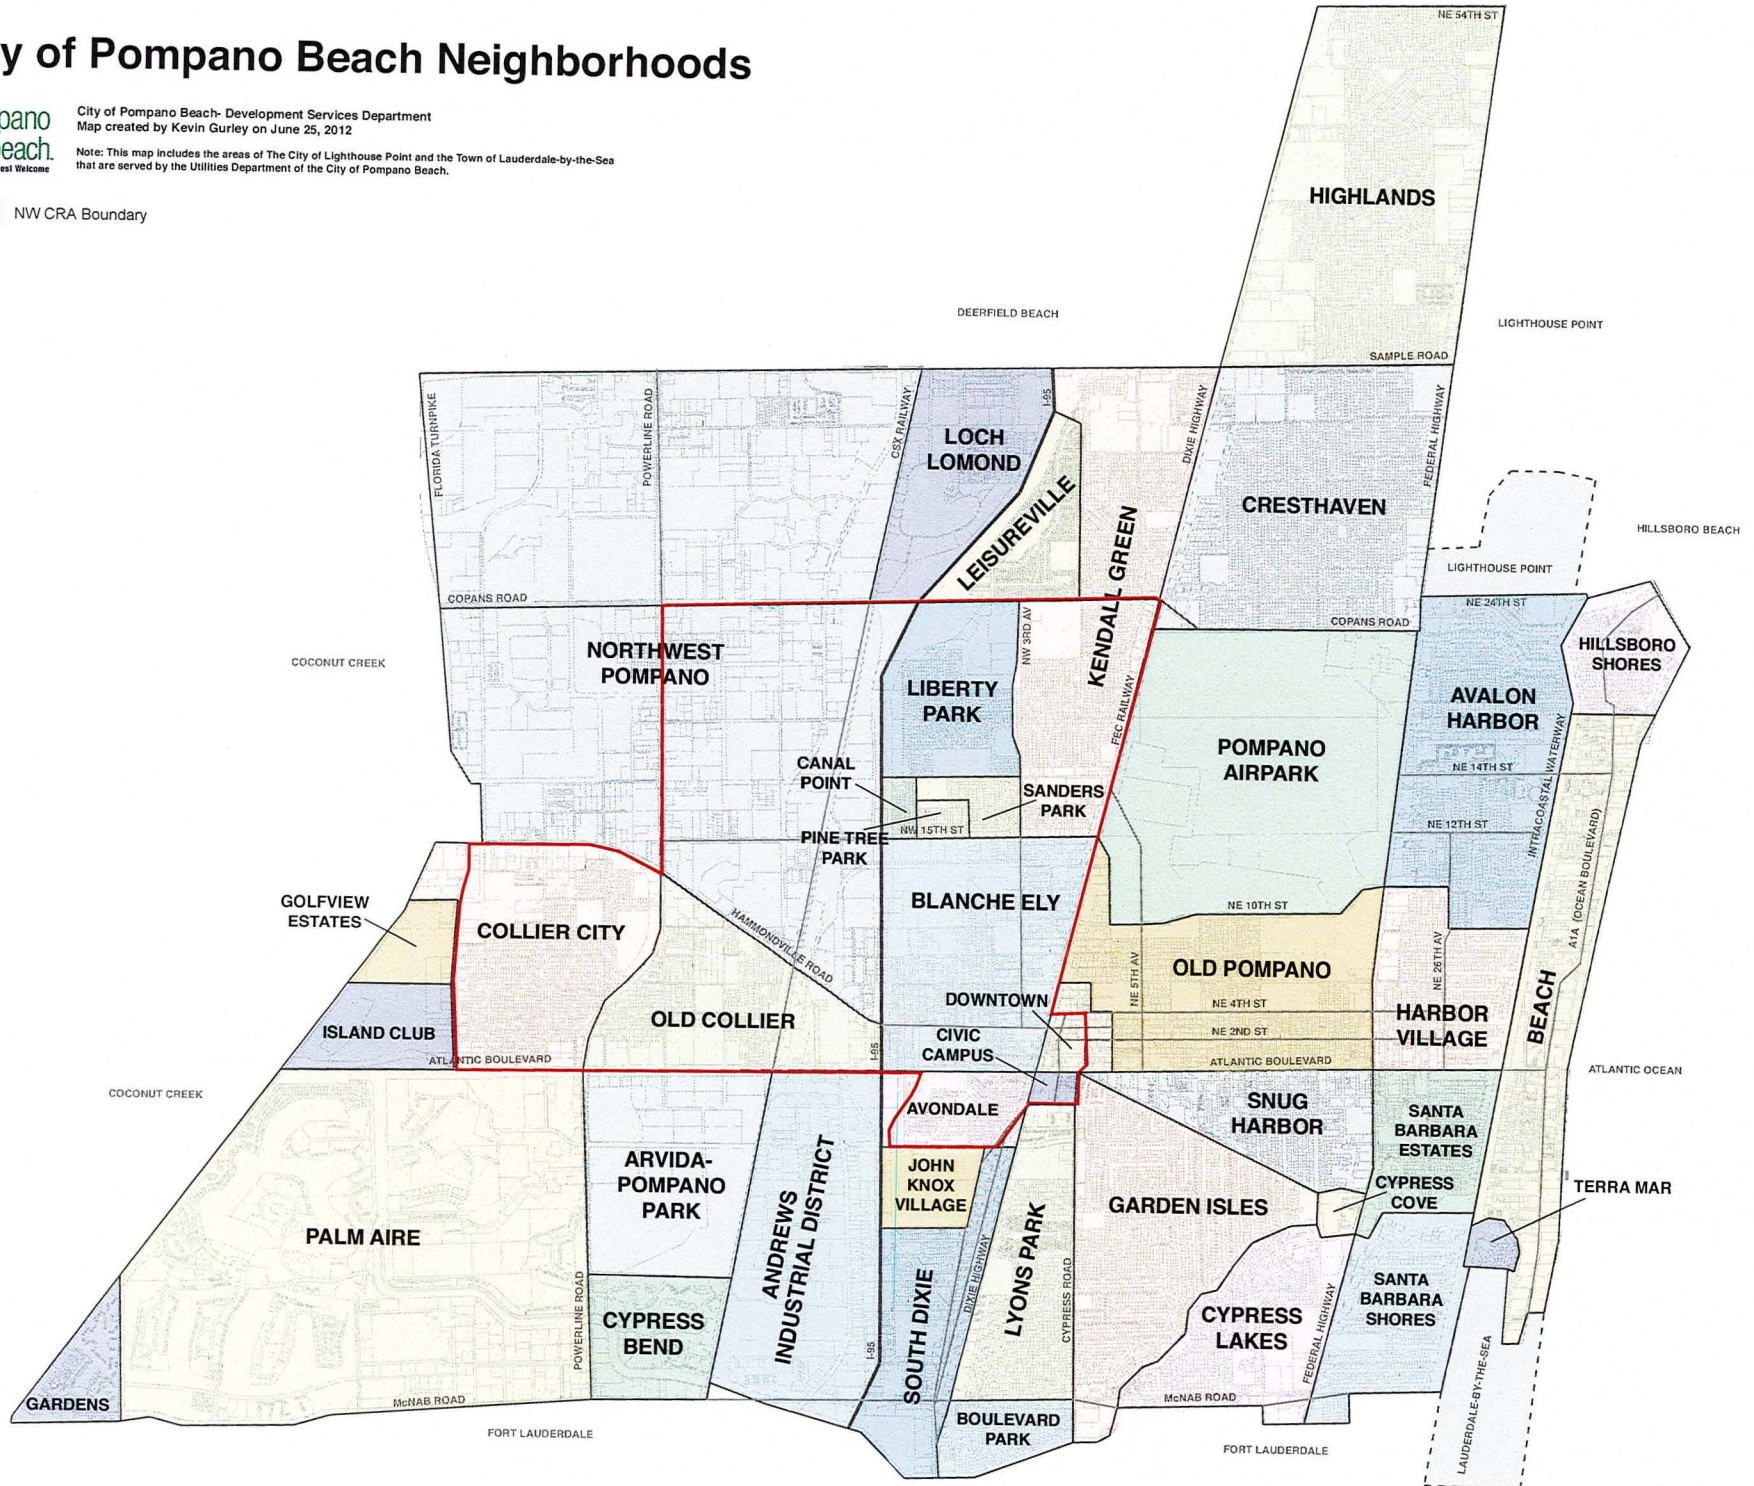 y of Pompano Beach Neighborhoods
pano
each.
est Welcome
City of Pompano Beach- Development Services Department
Map created by Kevin Gurley on June 25, 2012
Note: This map includes the areas of The City of Lighthouse Point and the Town of Lauderdale-by-the-Sea
that are served by the Utilities Department of the City of Pompano Beach.
NW CRA Boundary
NE 54TH ST
HIGHLANDS
DEERFIELD BEACH
LIGHTHOUSE POINT
SAMPLE ROAD
FLORIDA TURNPIKE
POWERLINE ROAD
CSX RAILWAY
LOCH
LOMOND
I-95
LEISUREVILLE
KENDALL GREEN
DIXIE HIGHWAY
CRESTHAVEN
FEDERAL HIGHWAY
HILLSBORO BEACH
LIGHTHOUSE POINT
COPANS ROAD
NE 24TH ST
COPANS ROAD
COCONUT CREEK
NORTHWEST
POMPANO
LIBERTY
PARK
NW 3RD AV
FEC RAILWAY
HILLSBORO
SHORES
AVALON
HARBOR
POMPANO
AIRPARK
INTRACOASTAL WATERWAY
NE 14TH ST
CANAL
POINT
SANDERS
PARK
NW 15TH ST
PINE TREE
PARK
NE 12TH ST
A1A (OCEAN BOULEVARD)
GOLFVIEW
ESTATES
COLLIER CITY
HAMMONDVILLE ROAD
BLANCHE ELY
NE 10TH ST
NE 5TH AV
OLD POMPANO
NE 26TH AV
BEACH
DOWNTOWN
NE 4TH ST
HARBOR
VILLAGE
ISLAND CLUB
OLD COLLIER
I-95
CIVIC
CAMPUS
NE 2ND ST
ATLANTIC BOULEVARD
ATLANTIC BOULEVARD
ATLANTIC OCEAN
COCONUT CREEK
AVONDALE
SNUG
HARBOR
SANTA
BARBARA
ESTATES
ARVIDA-
POMPANO
PARK
ANDREWS
INDUSTRIAL DISTRICT
JOHN
KNOX
VILLAGE
GARDEN ISLES
CYPRESS
COVE
TERRA MAR
PALM AIRE
LYONS PARK
DIXIE HIGHWAY
CYPRESS ROAD
POWERLINE ROAD
CYPRESS
BEND
SOUTH DIXIE
I-95
CYPRESS
LAKES
FEDERAL HIGHWAY
SANTA
BARBARA
SHORES
LAUDERDALE-BY-THE-SEA
GARDENS
McNAB ROAD
McNAB ROAD
BOULEVARD
PARK
FORT LAUDERDALE
FORT LAUDERDALE